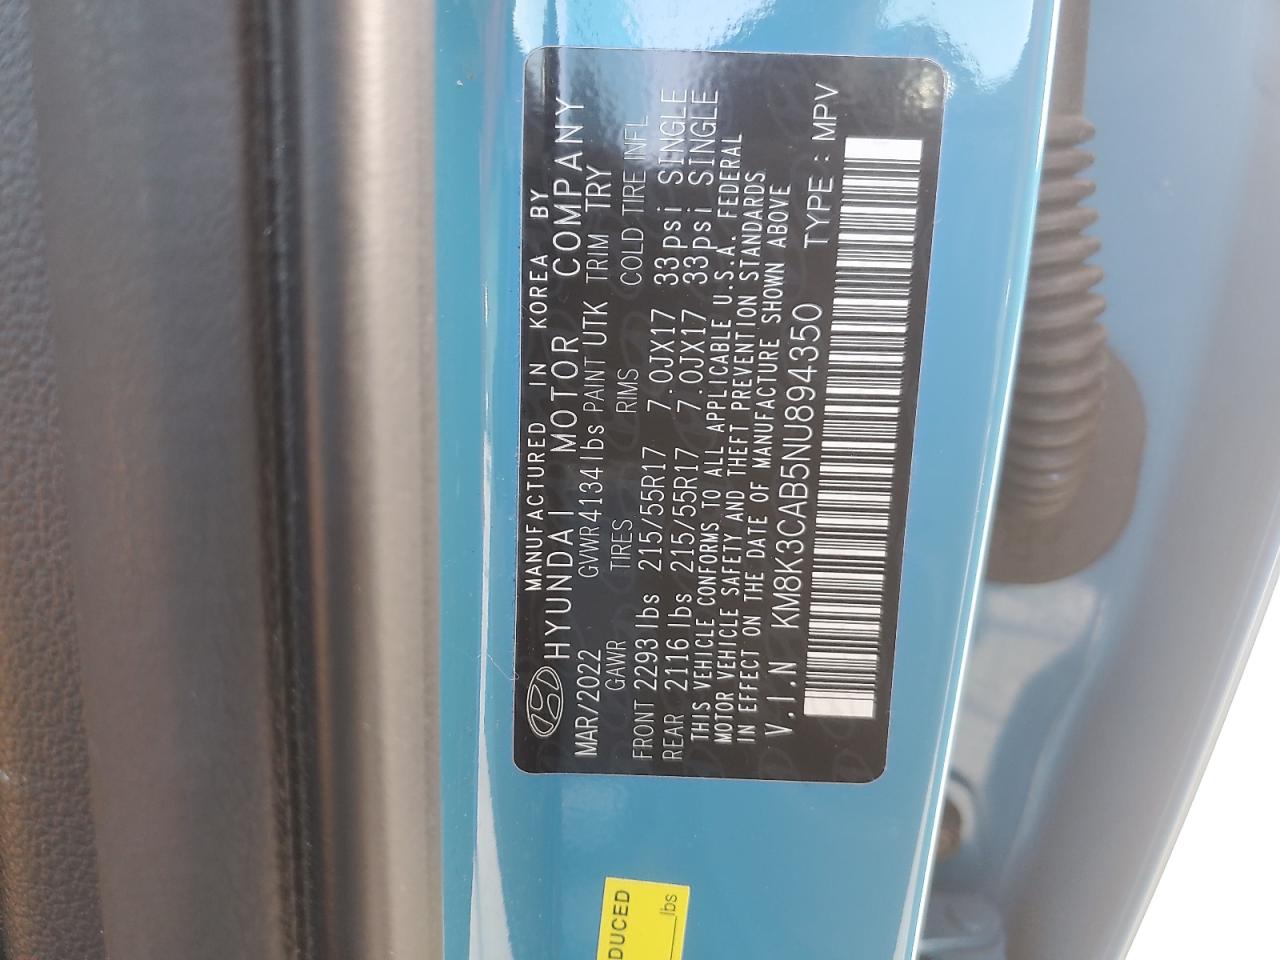 MANUFACTURED IN KOREA BY
HYUNDAI MOTOR COMPANY
MAR/2022 GVWR 4134 lbs PAINT UTK TRIM TRY
GAWR TIRES RIMS COLD TIRE INFL
FRONT 2293 lbs 215/55R17 7.0JX17 33psi SINGLE
REAR 2116 lbs 215/55R17 7.0JX17 33psi SINGLE
THIS VEHICLE CONFORMS TO ALL APPLICABLE U.S.A. FEDERAL
MOTOR VEHICLE SAFETY AND THEFT PREVENTION STANDARDS
IN EFFECT ON THE DATE OF MANUFACTURE SHOWN ABOVE
V.I.N KM8K3CAB5NU894350 TYPE : MPV
DUCED
lbs